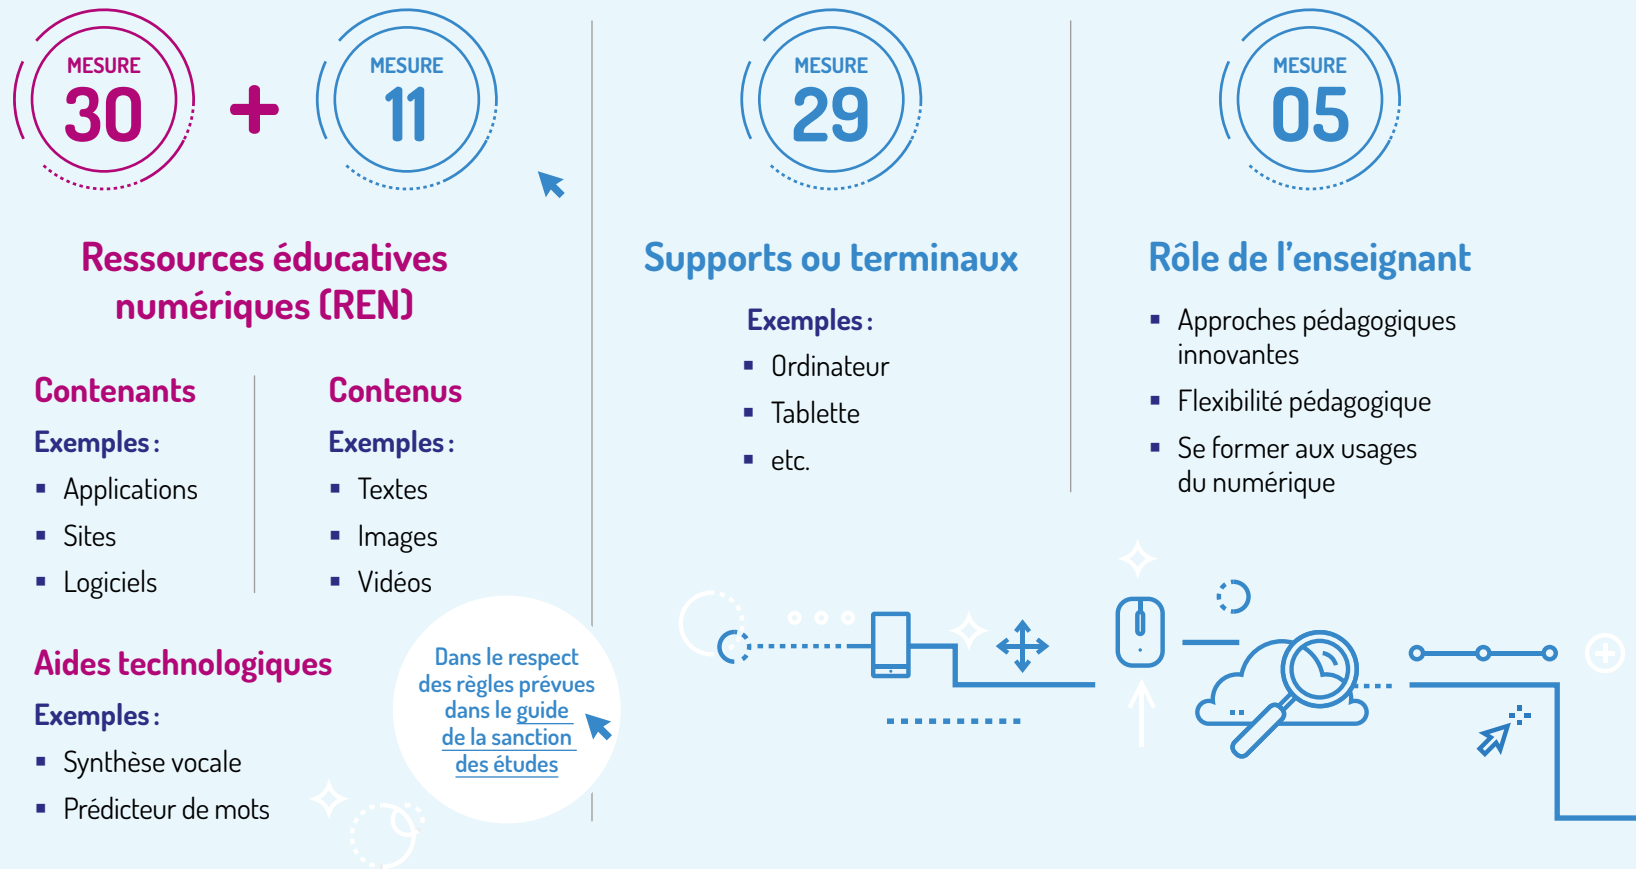 MESURE
30
+
MESURE
11
Ressources éducatives
numériques (REN)
Contenants
Exemples :
▪ Applications
▪ Sites
▪ Logiciels
Contenus
Exemples :
▪ Textes
▪ Images
▪ Vidéos
Aides technologiques
Exemples :
▪ Synthèse vocale
▪ Prédicteur de mots
Dans le respect
des règles prévues
dans le guide
de la sanction
des études
MESURE
29
Supports ou terminaux
Exemples :
▪ Ordinateur
▪ Tablette
▪ etc.
MESURE
05
Rôle de l’enseignant
▪ Approches pédagogiques
innovantes
▪ Flexibilité pédagogique
▪ Se former aux usages
du numérique